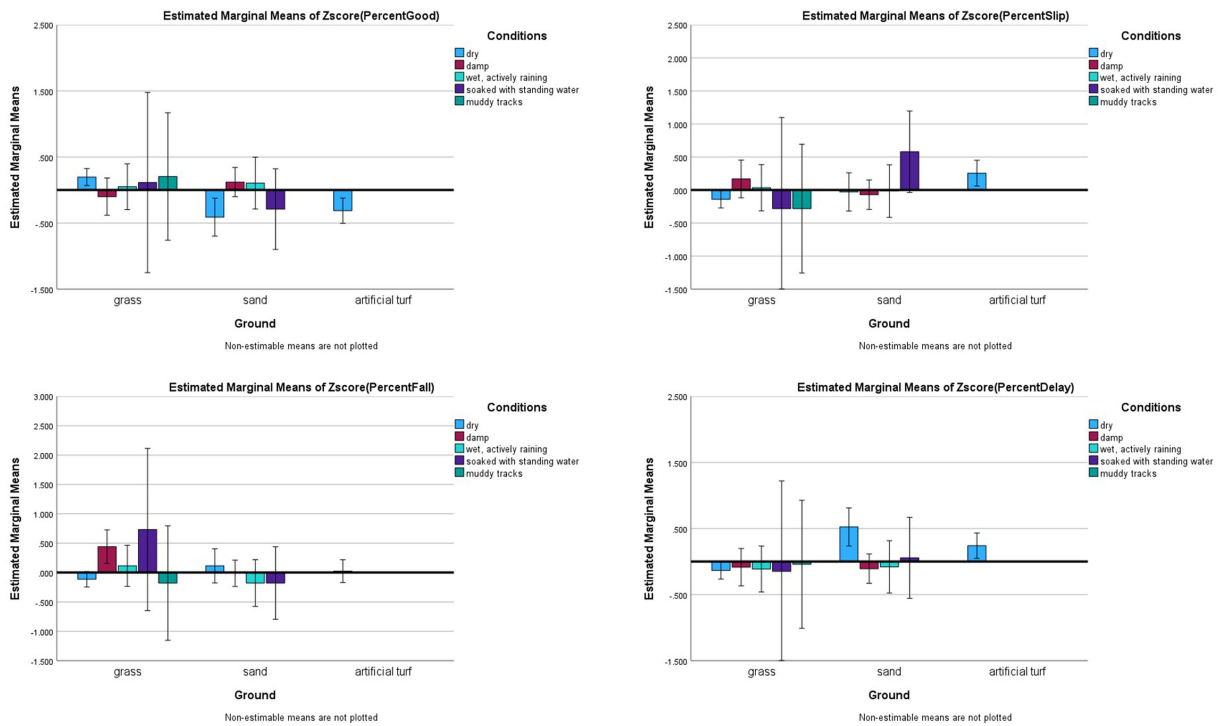 Estimated Marginal Means of Zscore(PercentGood)
Estimated Marginal Means
2.500
1.500
.500
.000
-.500
-1.500
grass
sand
artificial turf
Ground
Non-estimable means are not plotted
Conditions
dry
damp
wet, actively raining
soaked with standing water
muddy tracks
Estimated Marginal Means of Zscore(PercentSlip)
Estimated Marginal Means
2.500
1.500
1.000
.500
.000
-.500
-1.000
-1.500
grass
sand
artificial turf
Ground
Non-estimable means are not plotted
Conditions
dry
damp
wet, actively raining
soaked with standing water
muddy tracks
Estimated Marginal Means of Zscore(PercentFall)
Estimated Marginal Means
3.000
2.500
2.000
1.500
1.000
.500
.000
-.500
-1.000
-1.500
grass
sand
artificial turf
Ground
Non-estimable means are not plotted
Conditions
dry
damp
wet, actively raining
soaked with standing water
muddy tracks
Estimated Marginal Means of Zscore(PercentDelay)
Estimated Marginal Means
2.500
1.500
.500
.000
-.500
-1.500
grass
sand
artificial turf
Ground
Non-estimable means are not plotted
Conditions
dry
damp
wet, actively raining
soaked with standing water
muddy tracks